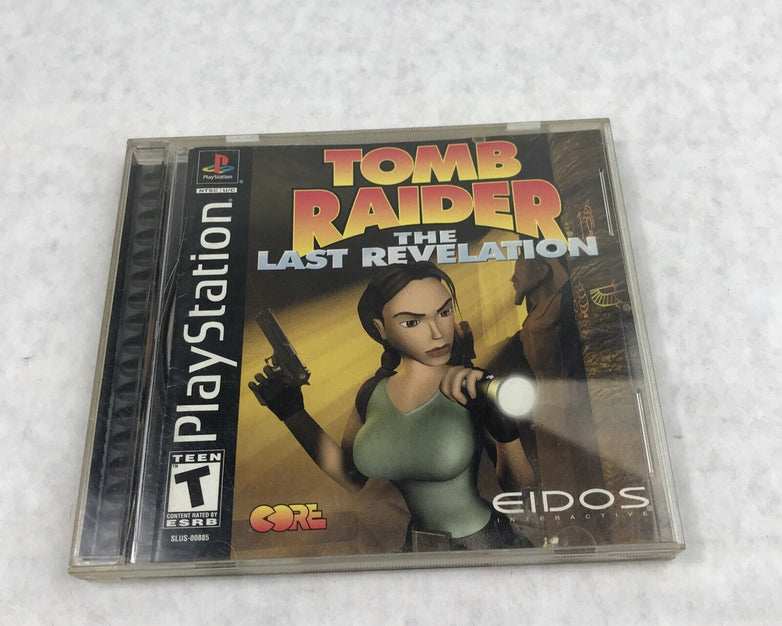 PlayStation
NTSC U/C
PlayStation
TEEN
T
CONTENT RATED BY
ESRB
SLUS-00885
TOMB
RAIDER
THE
LAST REVELATION
CORE
EIDOS
INTERACTIVE